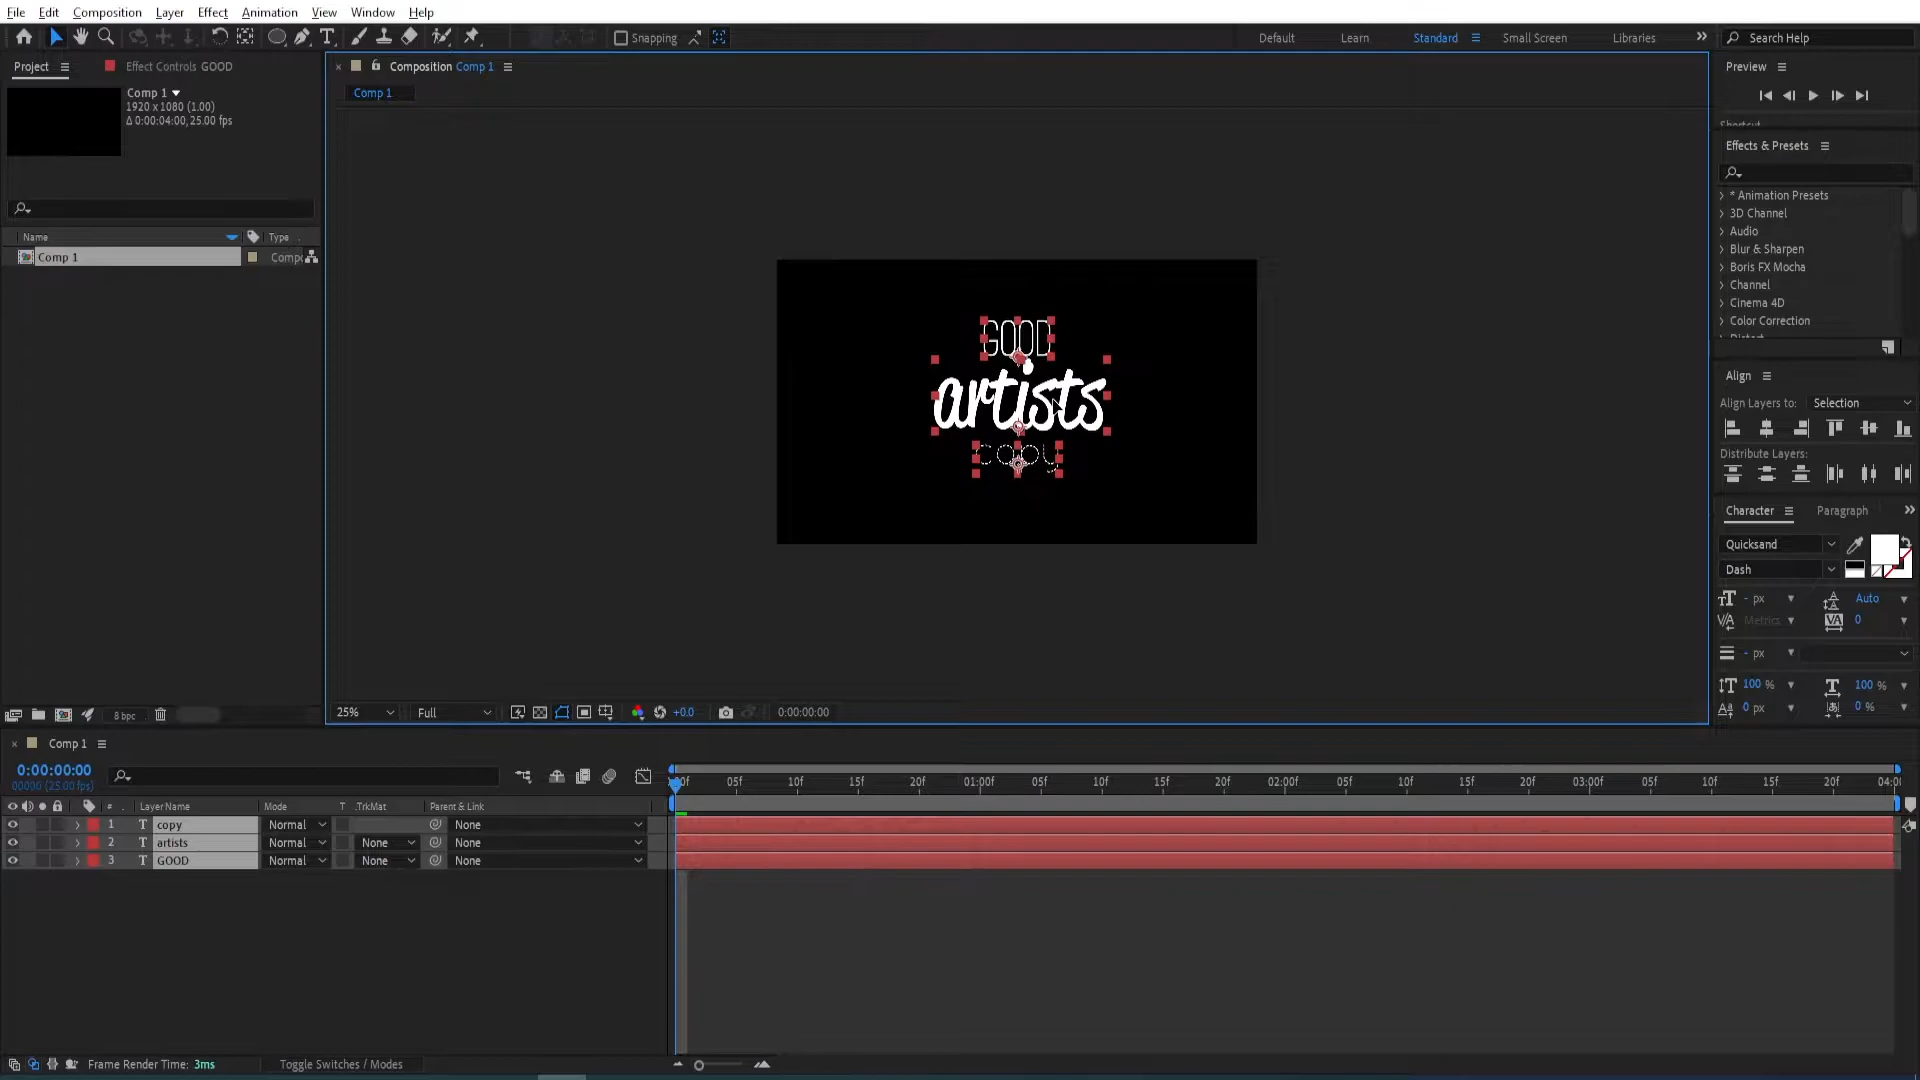 File Edit Composition Layer Effect Animation View Window Help
Snapping Default Learn Standard Small Screen Libraries Search Help
Project Effect Controls GOOD
Comp 1
1920 x 1080 (1.00)
Δ 0:00:04:00, 25.00 fps
Name Type
Comp 1
8 bpc
Composition Comp 1
Comp 1
GOOD
artists
copy
25% Full +0.0 0:00:00:00
Preview
Effects & Presets
* Animation Presets
3D Channel
Audio
Blur & Sharpen
Boris FX Mocha
Channel
Cinema 4D
Color Correction
Align
Align Layers to: Selection
Distribute Layers:
Character Paragraph
Quicksand
Dash
- px Auto
Metrics 0
- px
100 % 100 %
0 px 0 %
Comp 1
0:00:00:00
00000 (25.00 fps)
05f 10f 15f 20f 01:00f 05f 10f 15f 20f 02:00f 05f 10f 15f 20f 03:00f 05f 10f 15f 20f
# Layer Name Mode T .TrkMat Parent & Link
1 T copy Normal None
2 T artists Normal None None
3 T GOOD Normal None None
Frame Render Time: 3ms Toggle Switches / Modes